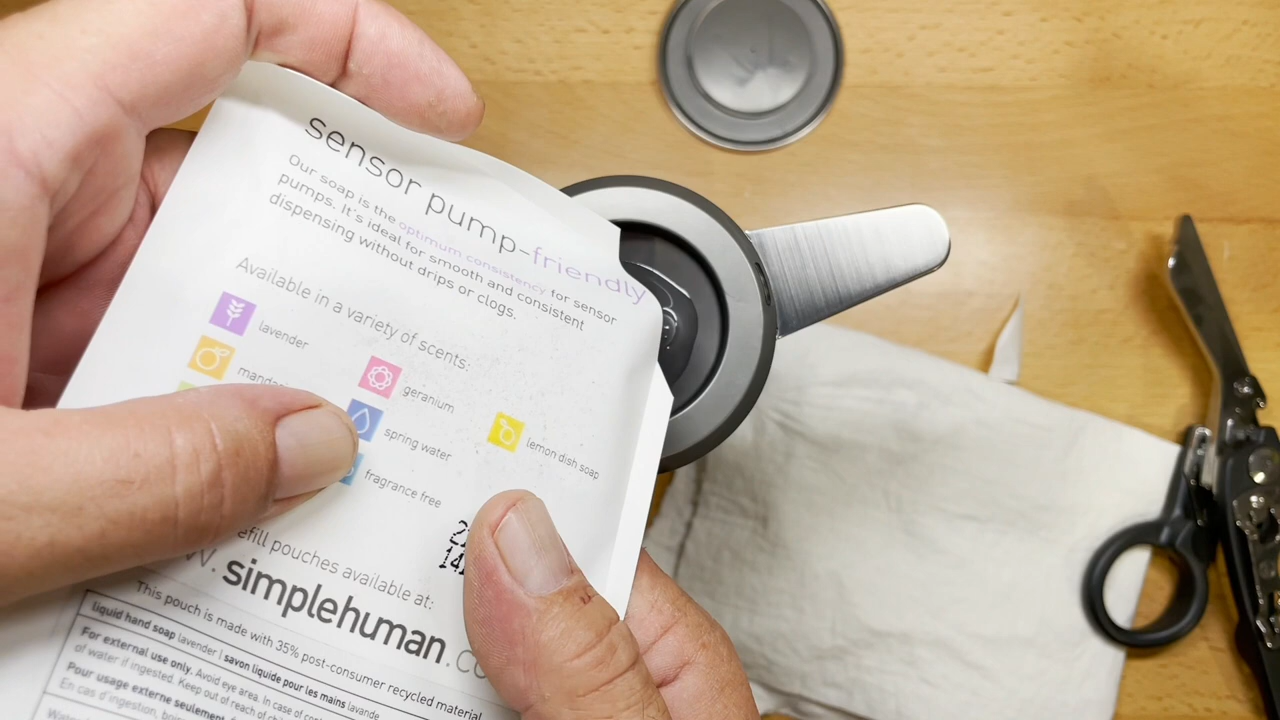 sensor pump-friendly
Our soap is the optimum consistency for sensor
pumps. It's ideal for smooth and consistent
dispensing without drips or clogs.
Available in a variety of scents:
lavender
geranium
spring water
lemon dish soap
fragrance free
refill pouches available at:
simplehuman
This pouch is made with 35% post-consumer recycled material
liquid hand soap lavender | savon liquide pour les mains lavande
For external use only. Avoid eye area. In case of
of water if ingested. Keep out of reach of
Pour usage externe seulement.
En cas d'ingestion,